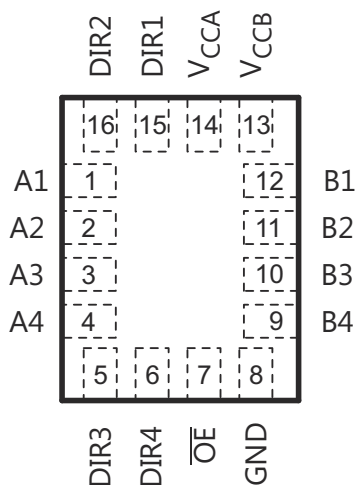 DIR2 DIR1 VCCA VCCB
16 15 14 13
A1 1 12 B1
A2 2 11 B2
A3 3 10 B3
A4 4 9 B4
5 6 7 8
DIR3 DIR4 O̅E̅ GND